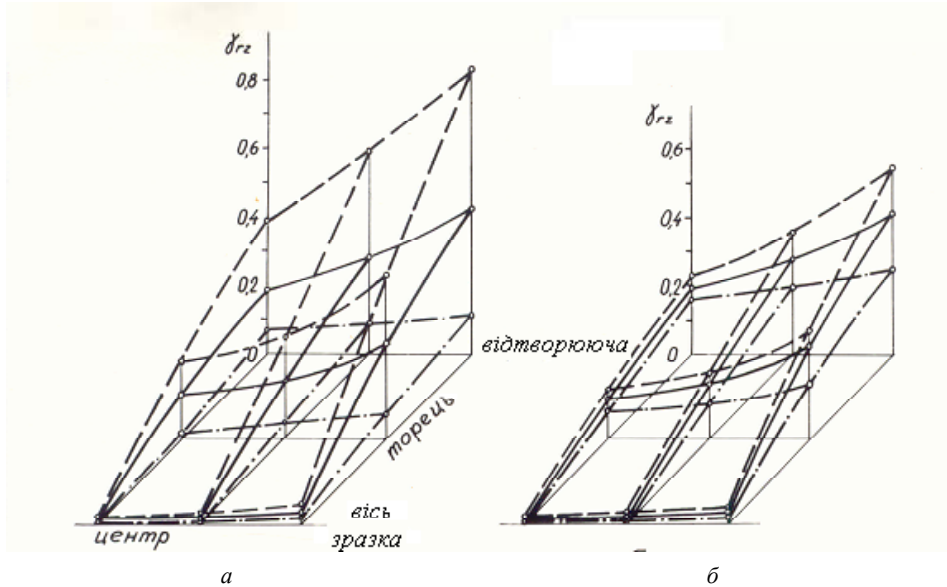 γrz
0,8
0,6
0,4
0,2
0
відтворююча
торець
вісь
зразка
центр
а
γrz
0,6
0,4
0,2
0
б